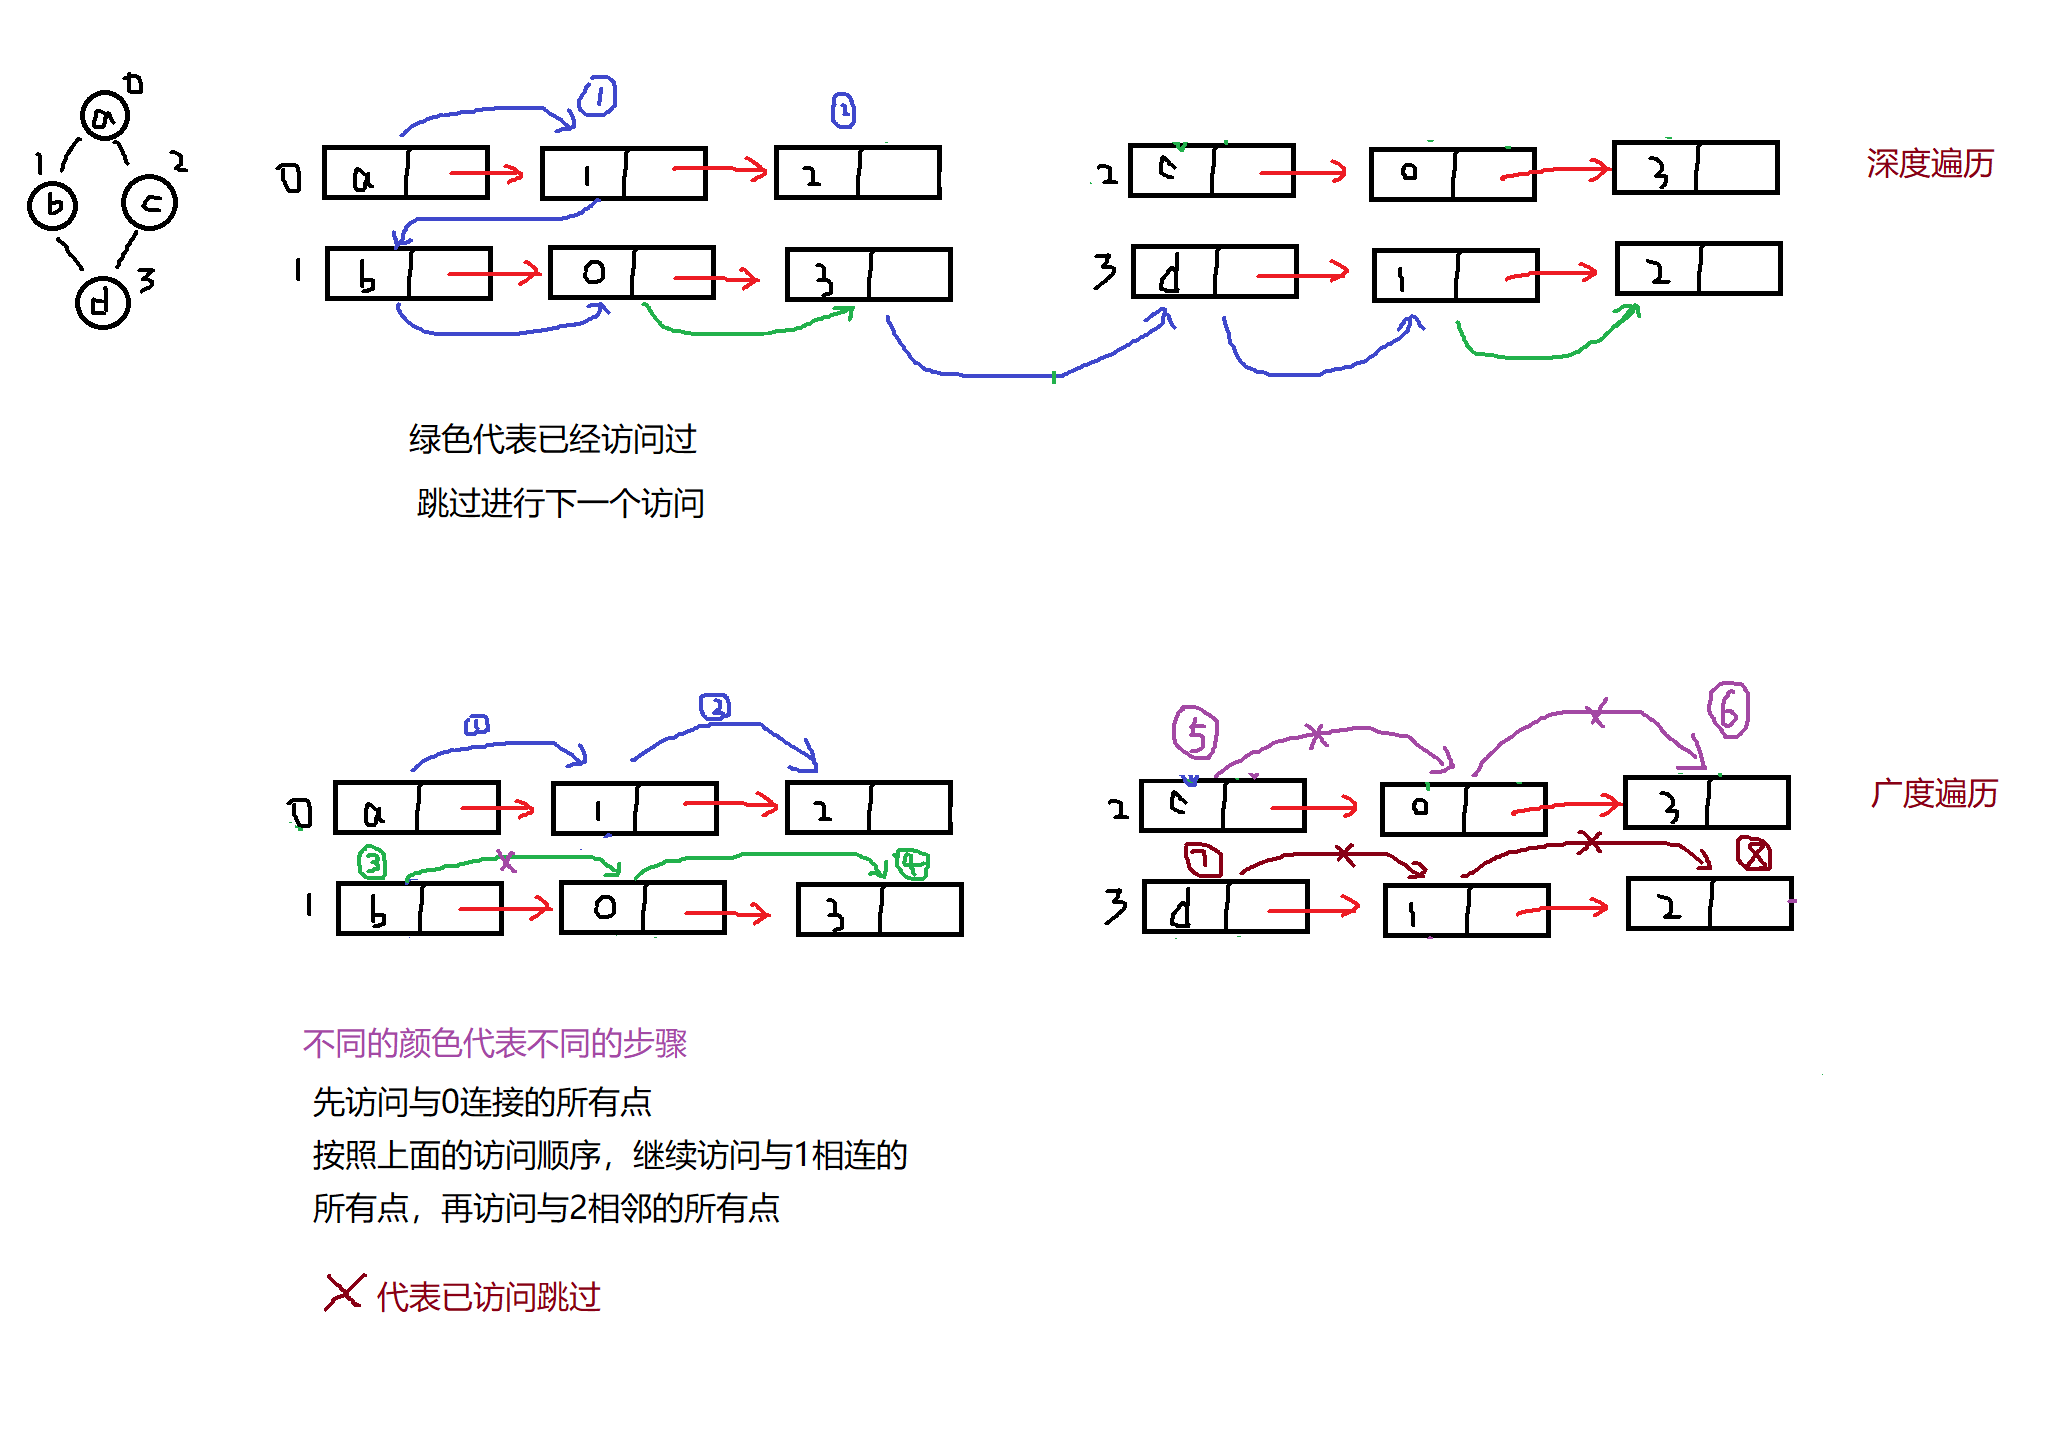 0
a
1
2
b
c
3
d
① ②
0 a 1 2
1 b 0 3
2 c 0 3
3 d 1 2
深度遍历
绿色代表已经访问过
跳过进行下一个访问
① ②
0 a 1 2
③ ④
1 b 0 3
⑤ ⑥
2 c 0 3
7 8
3 d 1 2
广度遍历
不同的颜色代表不同的步骤
先访问与0连接的所有点
按照上面的访问顺序，继续访问与1相连的
所有点，再访问与2相邻的所有点
X 代表已访问跳过